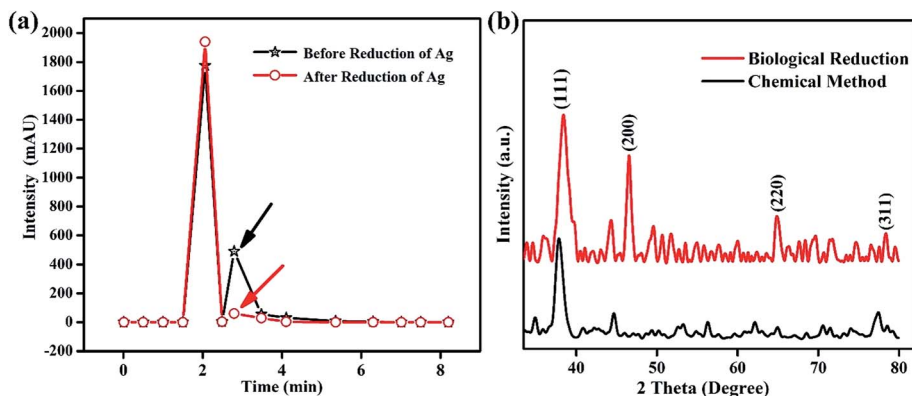 (a)
Intensity (mAU)
2000
1800
1600
1400
1200
1000
800
600
400
200
0
-200
0
2
4
6
8
Time (min)
Before Reduction of Ag
After Reduction of Ag
(b)
Intensity (a.u.)
Biological Reduction
Chemical Method
(111)
(200)
(220)
(311)
40
50
60
70
80
2 Theta (Degree)